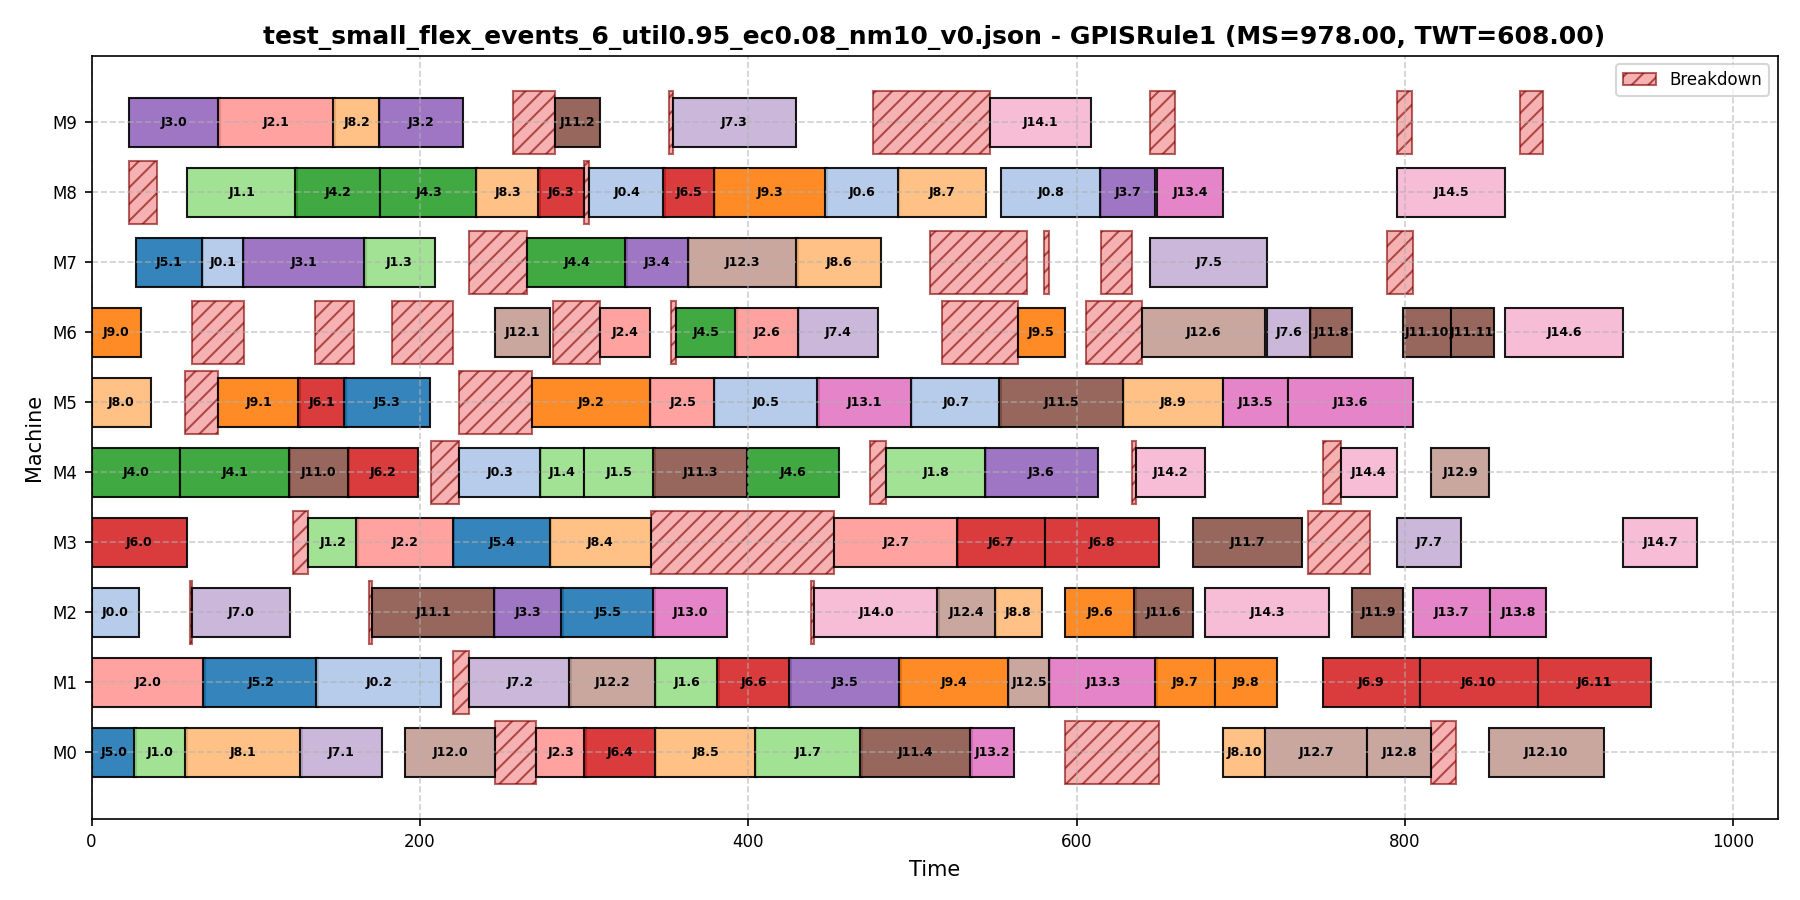 test_small_flex_events_6_util0.95_ec0.08_nm10_v0.json - GPISRule1 (MS=978.00, TWT=608.00)
Breakdown
M9 J3.0 J2.1 J8.2 J3.2 J11.2 J7.3 J14.1
M8 J1.1 J4.2 J4.3 J8.3 J6.3 J0.4 J6.5 J9.3 J0.6 J8.7 J0.8 J3.7 J13.4 J14.5
M7 J5.1 J0.1 J3.1 J1.3 J4.4 J3.4 J12.3 J8.6 J7.5
M6 J9.0 J12.1 J2.4 J4.5 J2.6 J7.4 J9.5 J12.6 J7.6 J11.8 J11.10 J11.11 J14.6
M5 J8.0 J9.1 J6.1 J5.3 J9.2 J2.5 J0.5 J13.1 J0.7 J11.5 J8.9 J13.5 J13.6
M4 J4.0 J4.1 J11.0 J6.2 J0.3 J1.4 J1.5 J11.3 J4.6 J1.8 J3.6 J14.2 J14.4 J12.9
M3 J6.0 J1.2 J2.2 J5.4 J8.4 J2.7 J6.7 J6.8 J11.7 J7.7 J14.7
M2 J0.0 J7.0 J11.1 J3.3 J5.5 J13.0 J14.0 J12.4 J8.8 J9.6 J11.6 J14.3 J11.9 J13.7 J13.8
M1 J2.0 J5.2 J0.2 J7.2 J12.2 J1.6 J6.6 J3.5 J9.4 J12.5 J13.3 J9.7 J9.8 J6.9 J6.10 J6.11
M0 J5.0 J1.0 J8.1 J7.1 J12.0 J2.3 J6.4 J8.5 J1.7 J11.4 J13.2 J8.10 J12.7 J12.8 J12.10
Machine
0 200 400 600 800 1000
Time